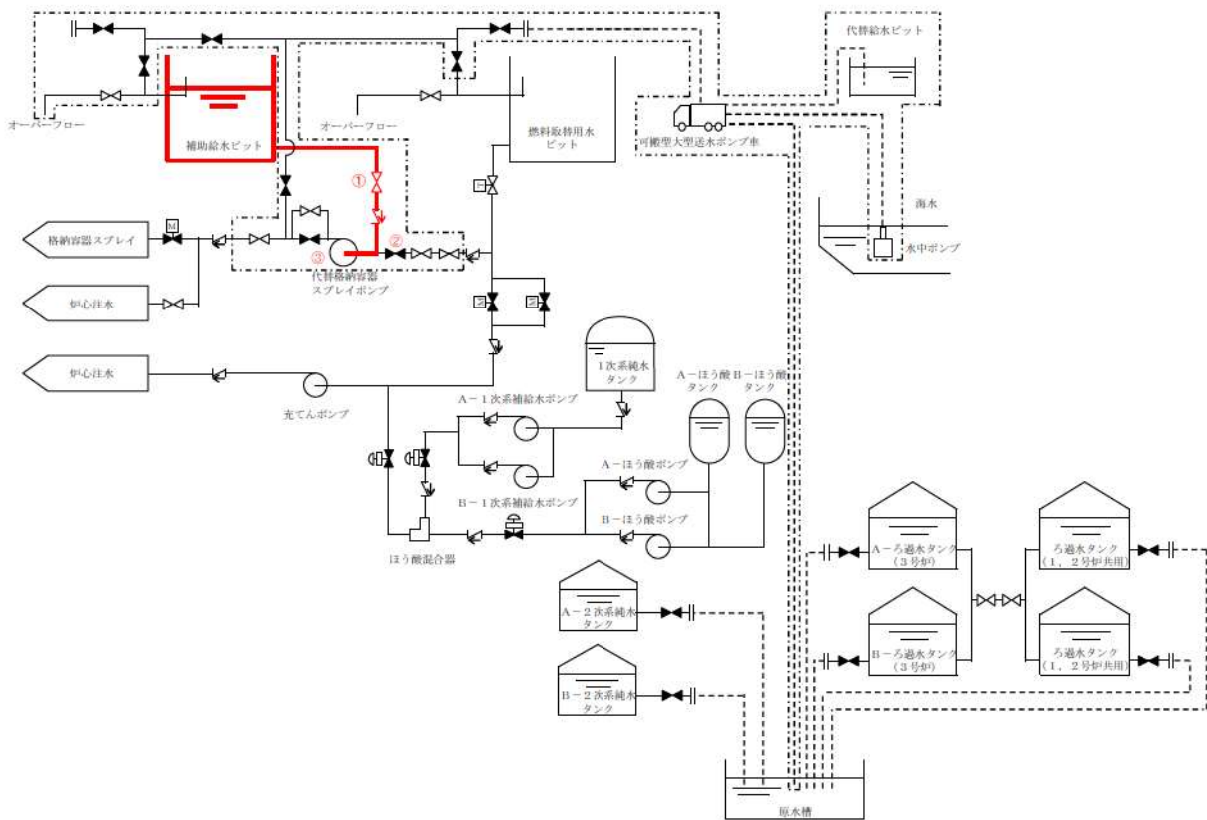 代替給水ピット
オーバーフロー
補助給水ピット
オーバーフロー
燃料取替用水
ピット
可搬型大型送水ポンプ車
海水
水中ポンプ
①
②
③
M
格納容器スプレイ
代替格納容器
スプレイポンプ
炉心注水
炉心注水
充てんポンプ
1次系純水
タンク
A－1次系補給水ポンプ
B－1次系補給水ポンプ
A－ほう酸
タンク
B－ほう酸
タンク
A－ほう酸ポンプ
B－ほう酸ポンプ
ほう酸混合器
A－2次系純水
タンク
B－2次系純水
タンク
A－ろ過水タンク
(3号炉)
ろ過水タンク
(1，2号炉共用)
B－ろ過水タンク
(3号炉)
ろ過水タンク
(1，2号炉共用)
原水槽